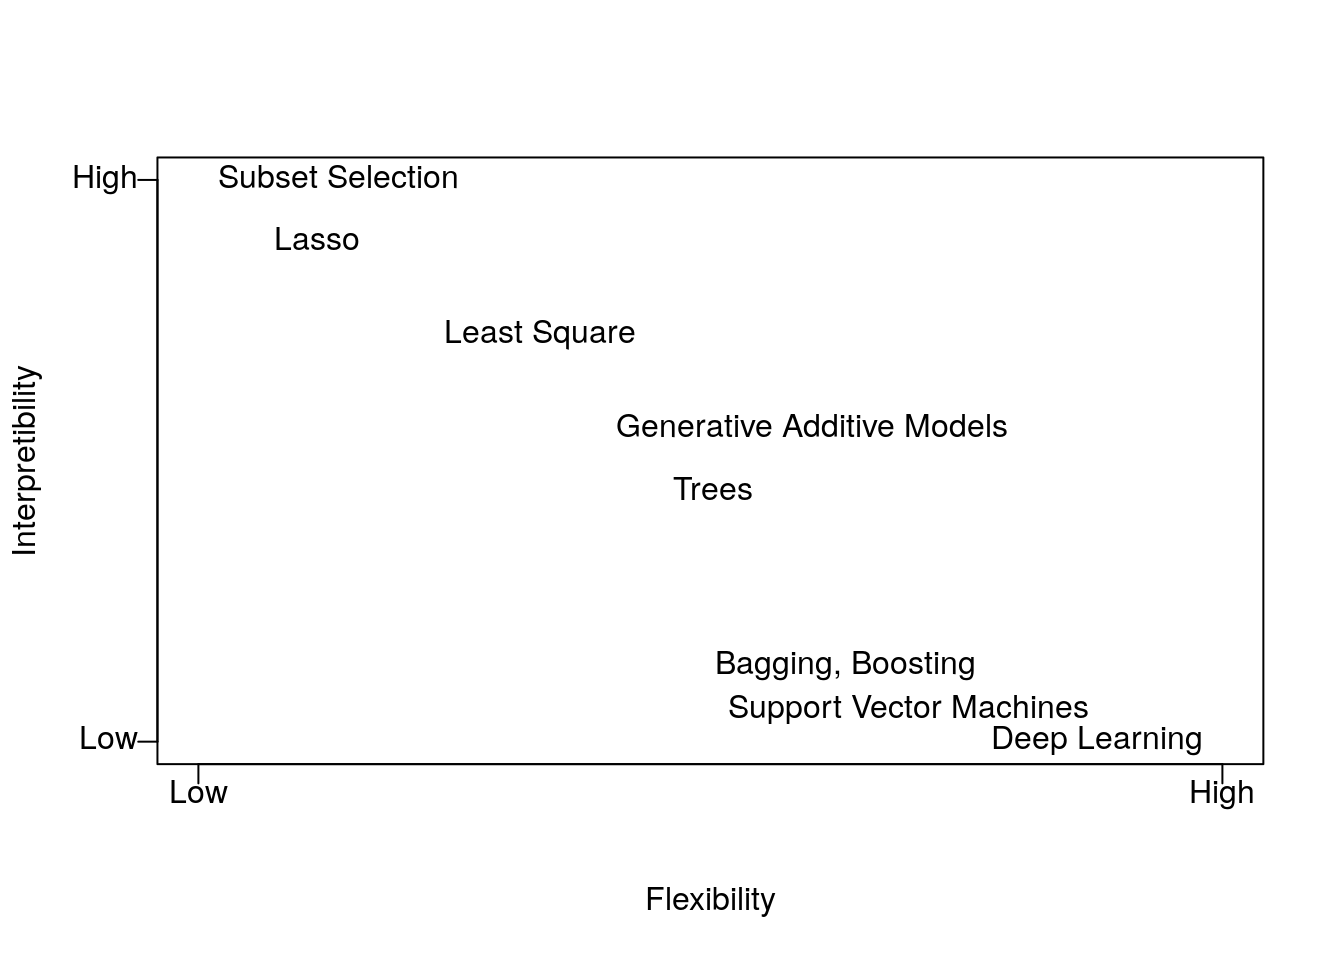 High
Subset Selection
Lasso
Least Square
Interpretibility
Generative Additive Models
Trees
Bagging, Boosting
Support Vector Machines
Low
Deep Learning
Low
High
Flexibility